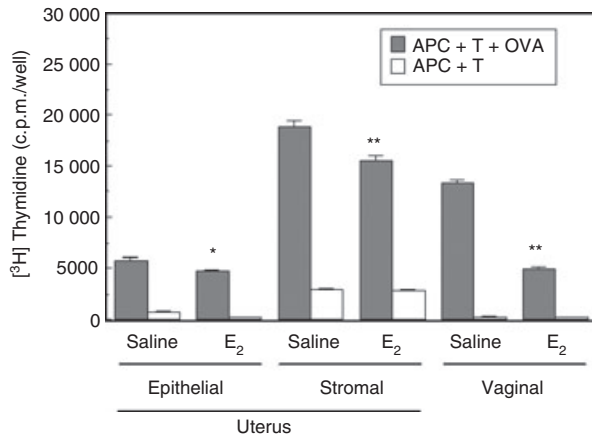 30 000
25 000
20 000
15 000
10 000
5000
0
[³H] Thymidine (c.p.m./well)
APC + T + OVA
APC + T
*
**
**
Saline E₂ Saline E₂ Saline E₂
Epithelial Stromal Vaginal
Uterus